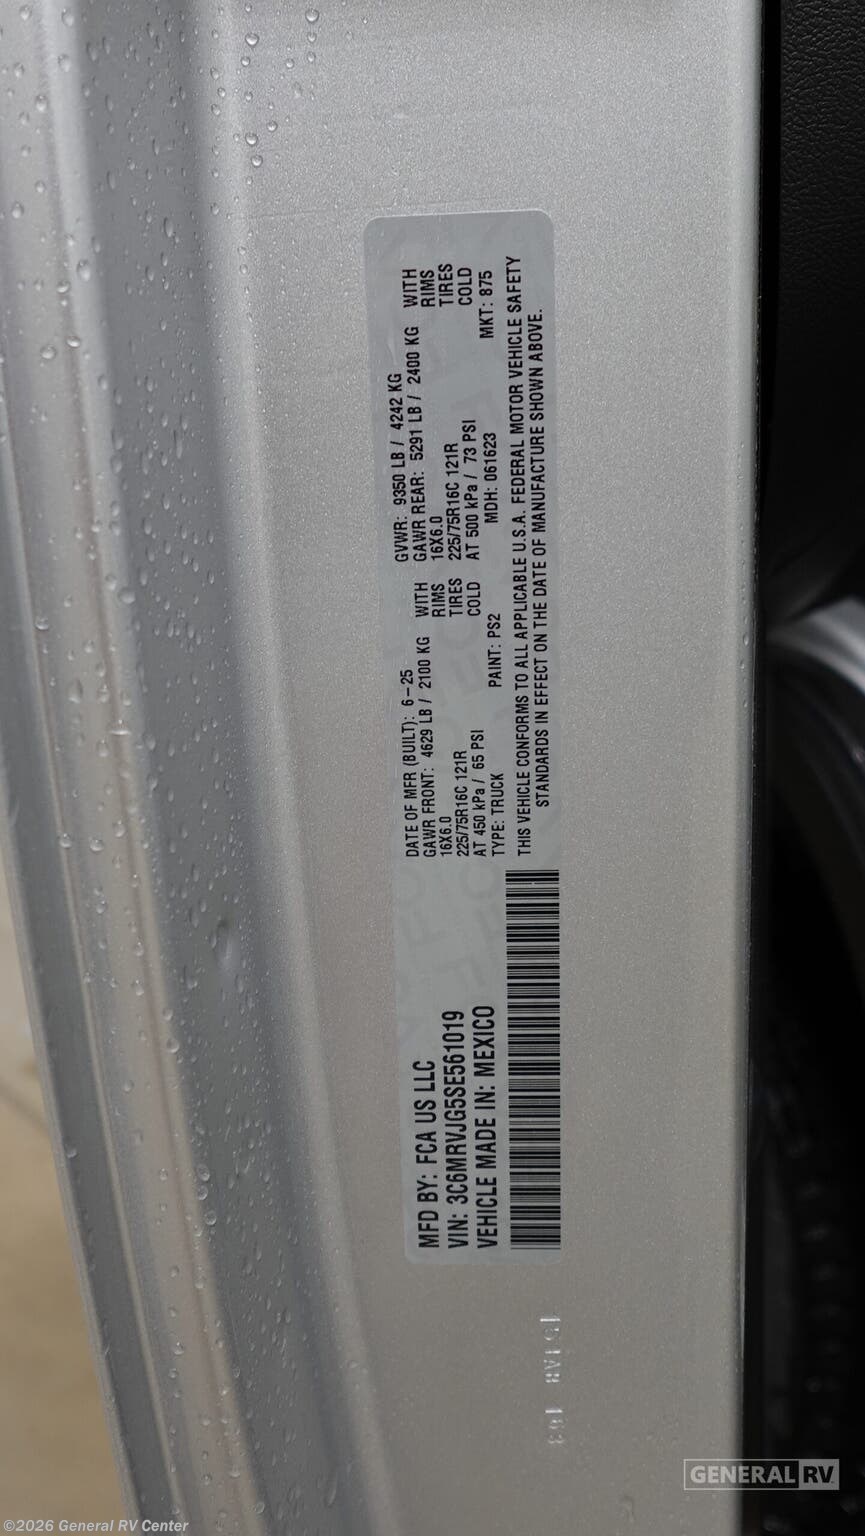 MFD BY: FCA US LLC
VIN: 3C6MRVJG5SE561019
VEHICLE MADE IN: MEXICO
DATE OF MFR (BUILT): 6-25 GVWR: 9350 LB / 4242 KG
GAWR FRONT: 4629 LB / 2100 KG WITH GAWR REAR: 5291 LB / 2400 KG WITH
16X6.0 RIMS 16X6.0 RIMS
225/75R16C 121R TIRES 225/75R16C 121R TIRES
AT 450 kPa / 65 PSI COLD AT 500 kPa / 73 PSI COLD
TYPE: TRUCK PAINT: PS2 MDH: 061623 MKT: 875
THIS VEHICLE CONFORMS TO ALL APPLICABLE U.S.A. FEDERAL MOTOR VEHICLE SAFETY
STANDARDS IN EFFECT ON THE DATE OF MANUFACTURE SHOWN ABOVE.
GENERAL RV
©2026 General RV Center